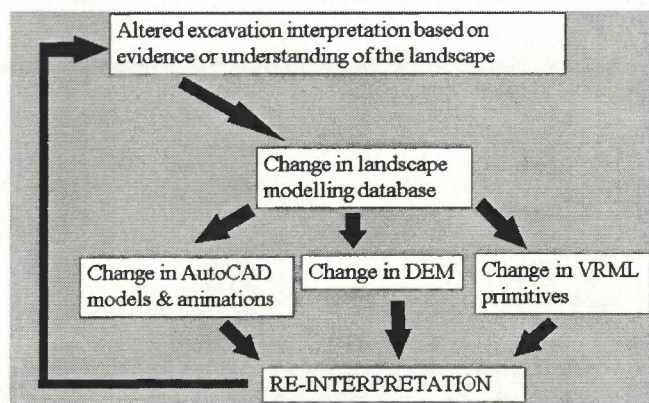 Altered excavation interpretation based on
evidence or understanding of the landscape
Change in landscape
modelling database
Change in AutoCAD
models & animations
Change in DEM
Change in VRML
primitives
RE-INTERPRETATION